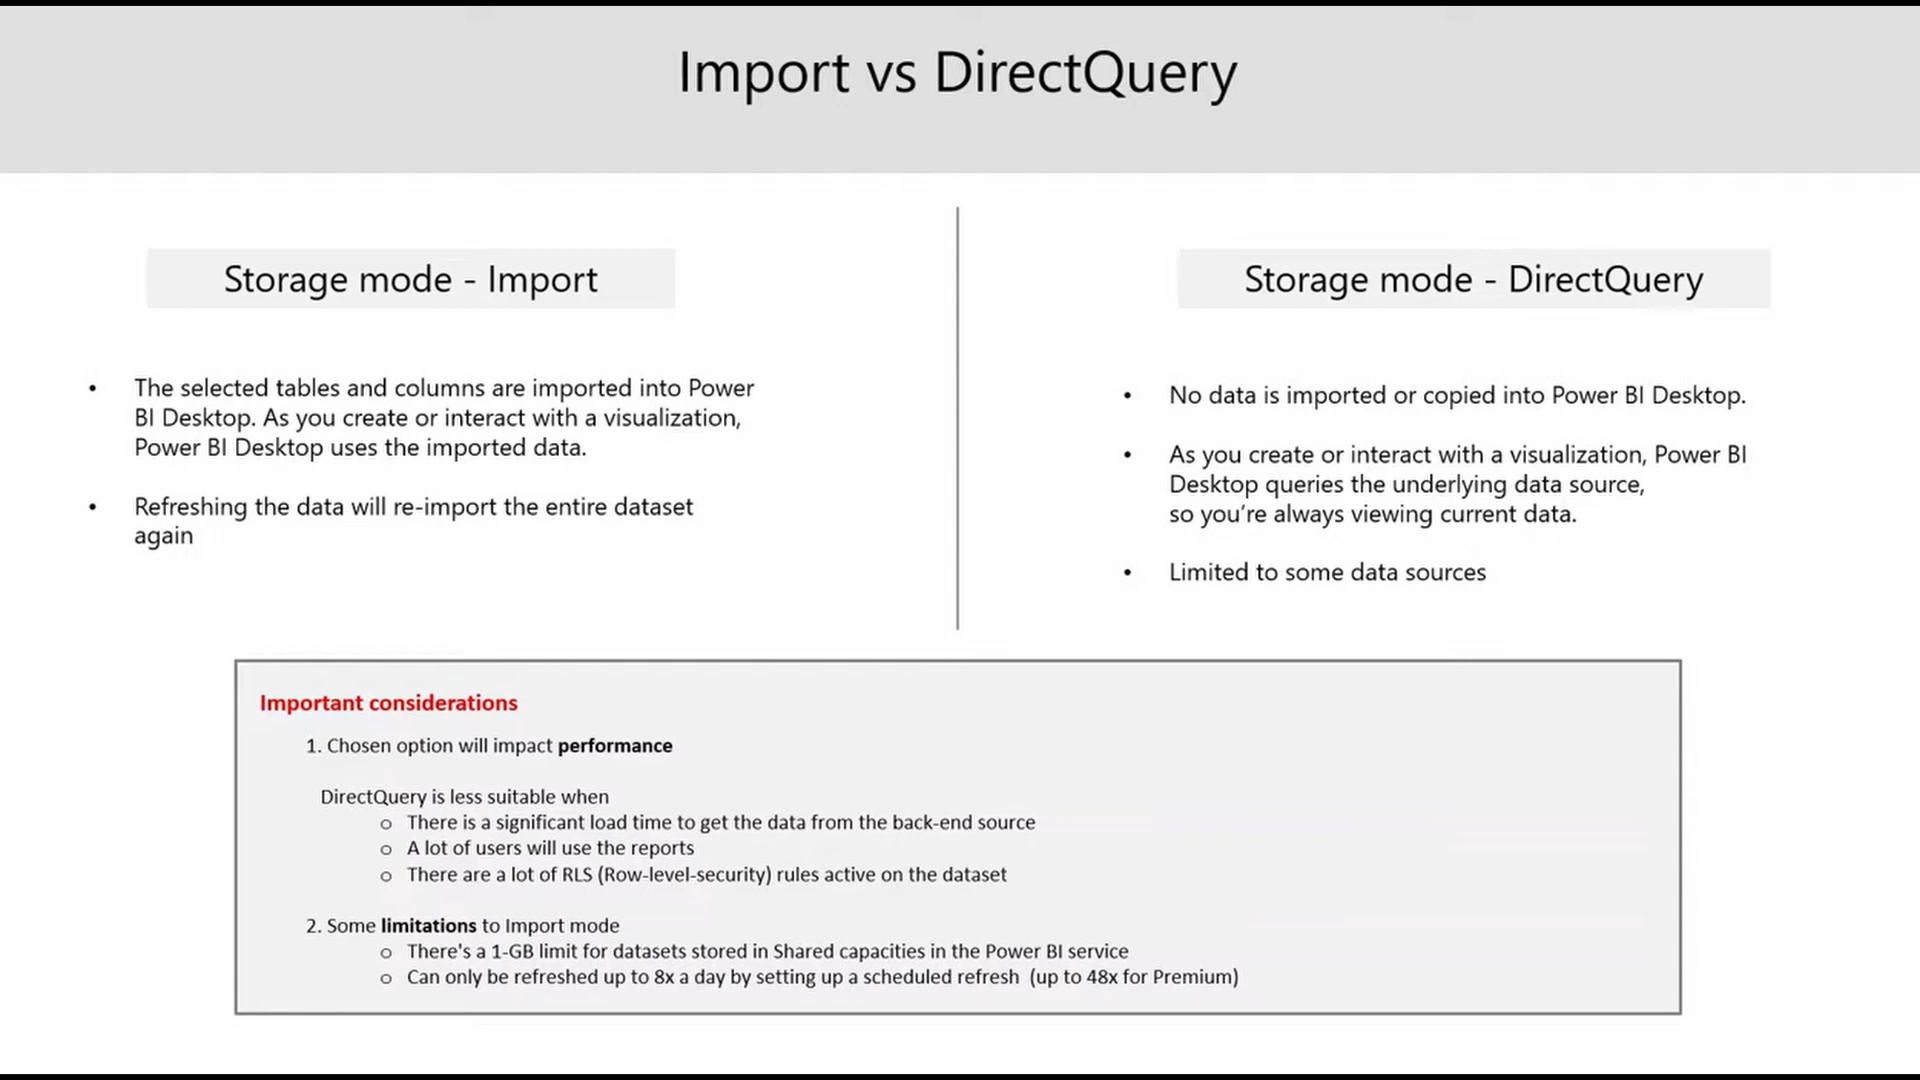 Import vs DirectQuery
Storage mode - Import
• The selected tables and columns are imported into Power
BI Desktop. As you create or interact with a visualization,
Power BI Desktop uses the imported data.
• Refreshing the data will re-import the entire dataset
again
Storage mode - DirectQuery
• No data is imported or copied into Power BI Desktop.
• As you create or interact with a visualization, Power BI
Desktop queries the underlying data source,
so you’re always viewing current data.
• Limited to some data sources
Important considerations
1. Chosen option will impact performance
DirectQuery is less suitable when
o There is a significant load time to get the data from the back-end source
o A lot of users will use the reports
o There are a lot of RLS (Row-level-security) rules active on the dataset
2. Some limitations to Import mode
o There's a 1-GB limit for datasets stored in Shared capacities in the Power BI service
o Can only be refreshed up to 8x a day by setting up a scheduled refresh (up to 48x for Premium)